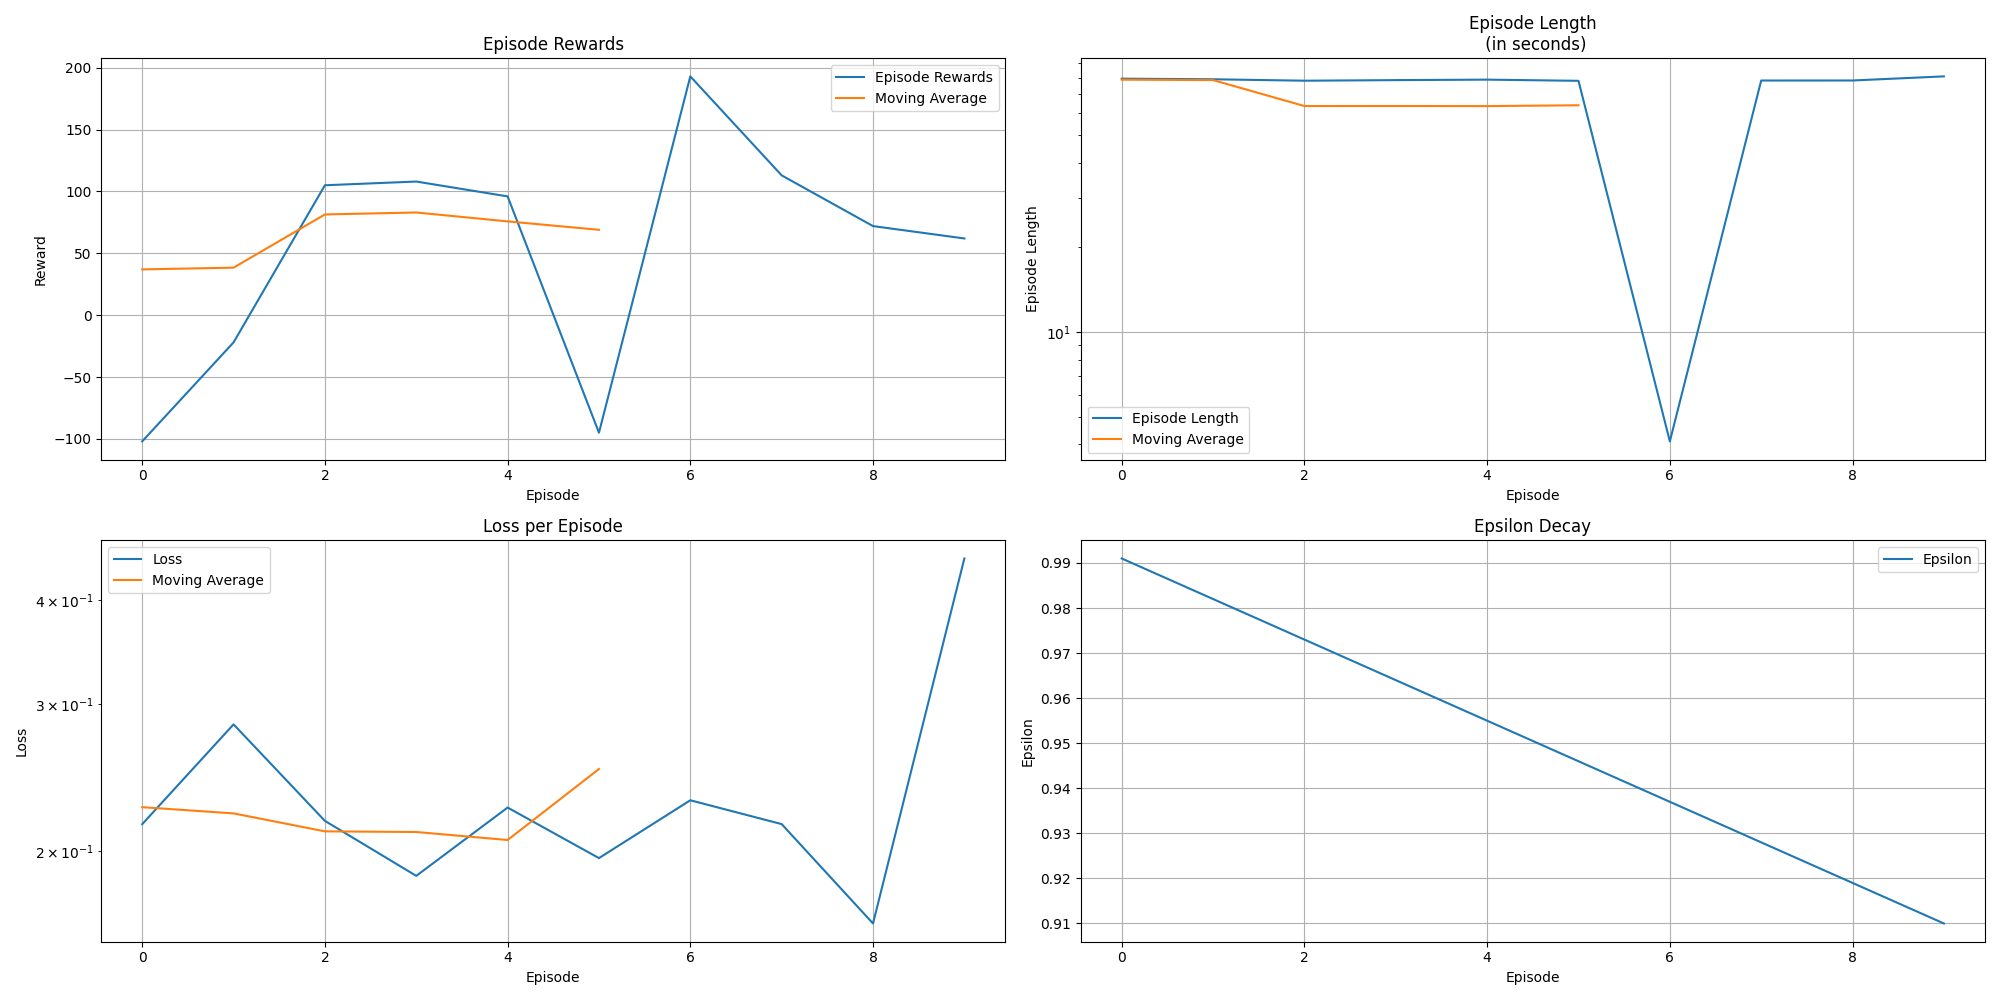 Episode Rewards
200
150
100
50
0
−50
−100
Reward
0 2 4 6 8
Episode
Episode Rewards
Moving Average
Episode Length
(in seconds)
10¹
Episode Length
0 2 4 6 8
Episode
Episode Length
Moving Average
Loss per Episode
4 × 10⁻¹
3 × 10⁻¹
2 × 10⁻¹
Loss
0 2 4 6 8
Episode
Loss
Moving Average
Epsilon Decay
0.99
0.98
0.97
0.96
0.95
0.94
0.93
0.92
0.91
Epsilon
0 2 4 6 8
Episode
Epsilon